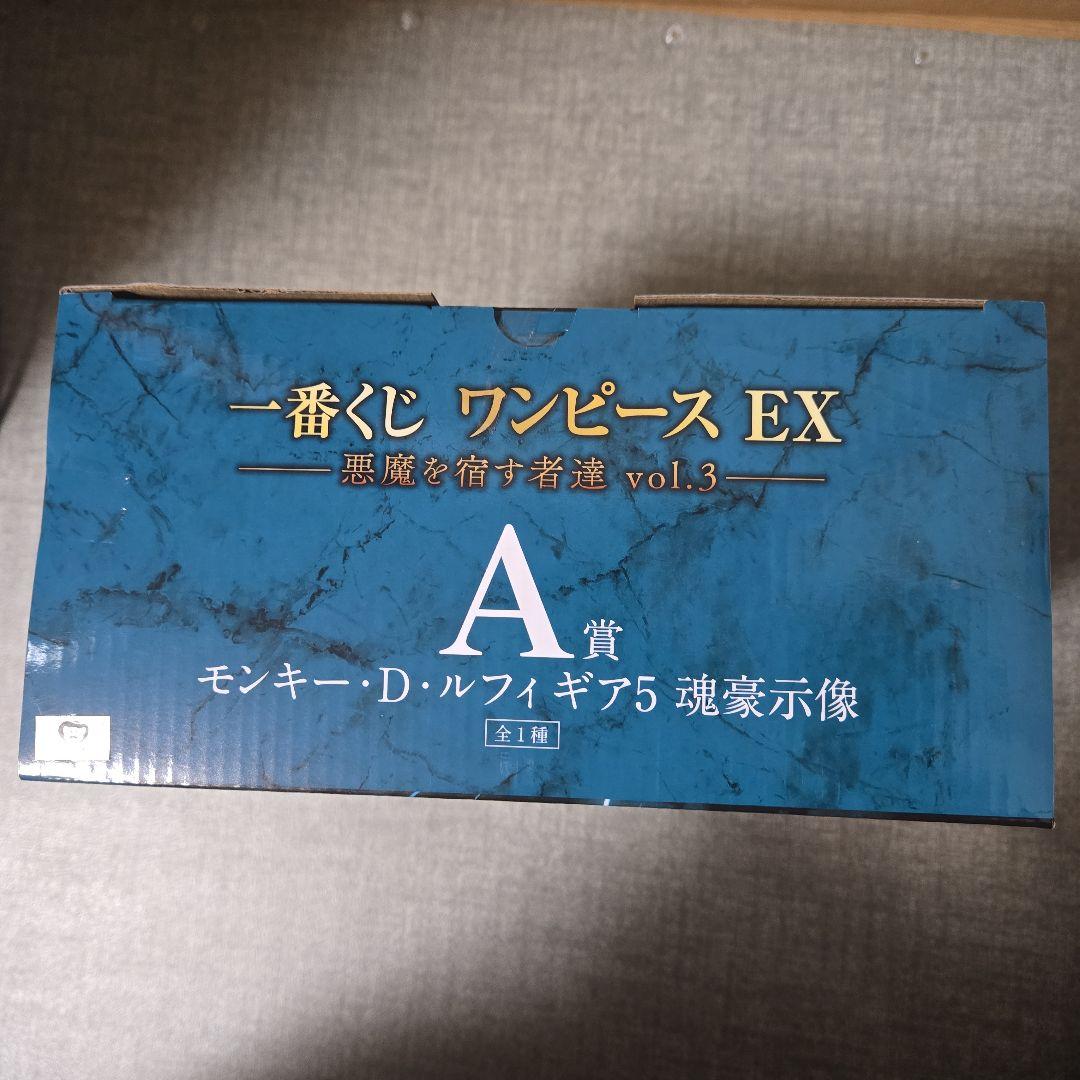 一番くじ ワンピース EX
悪魔を宿す者達 vol.3
A賞
モンキー・D・ルフィ ギア5 魂豪示像
全1種